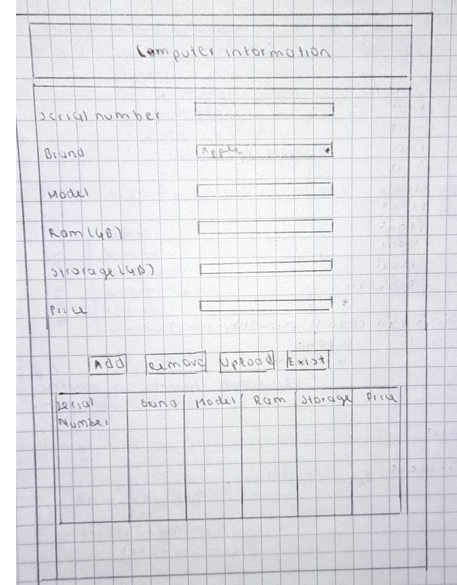 Computer information
Serial number
Brand
Apple
Model
Ram (GB)
Storage (GB)
Price
Add Remove Upload Exist
Serial Brand Model Ram Storage Price
Number